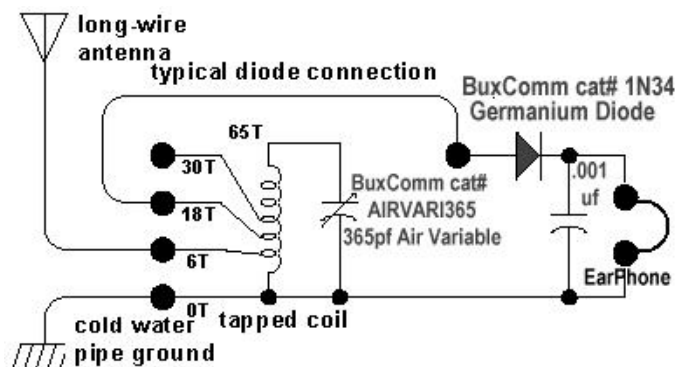 long-wire
antenna
typical diode connection
BuxComm cat# 1N34
Germanium Diode
65T
30T
18T
6T
0T
BuxComm cat#
AIRVARI365
365pf Air Variable
.001
uf
EarPhone
cold water
pipe ground
tapped coil